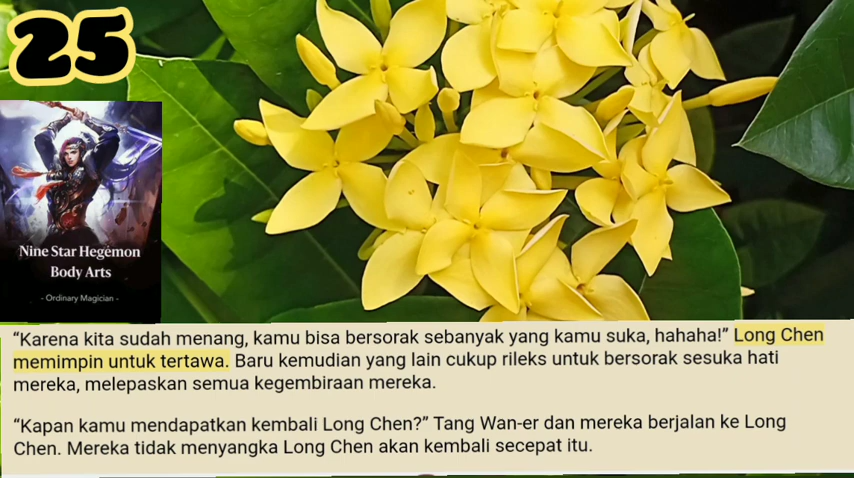 25
Nine Star Hegemon
Body Arts
- Ordinary Magician -
“Karena kita sudah menang, kamu bisa bersorak sebanyak yang kamu suka, hahaha!” Long Chen
memimpin untuk tertawa. Baru kemudian yang lain cukup rileks untuk bersorak sesuka hati
mereka, melepaskan semua kegembiraan mereka.
“Kapan kamu mendapatkan kembali Long Chen?” Tang Wan-er dan mereka berjalan ke Long
Chen. Mereka tidak menyangka Long Chen akan kembali secepat itu.